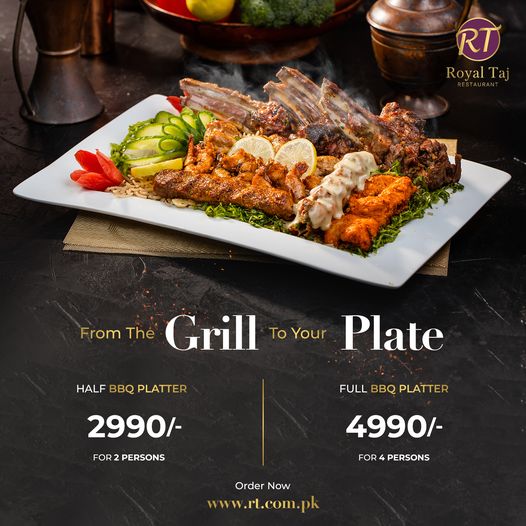 RT
Royal Taj
RESTAURANT
From The Grill To Your Plate
HALF BBQ PLATTER
2990/-
FOR 2 PERSONS
FULL BBQ PLATTER
4990/-
FOR 4 PERSONS
Order Now
www.rt.com.pk